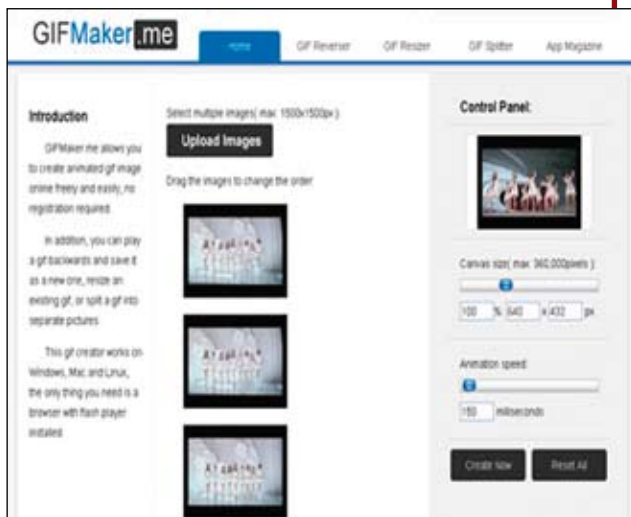 GIFMaker.me
Home
GIF Reverser
GIF Resizer
GIF Splitter
App Magazine
Introduction
GIFMaker.me allows you
to create animated gif image
online freely and easily, no
registration required
In addition, you can play
a gif backwards and save it
as a new one, resize an
existing gif, or split a gif into
separate pictures
This gif creator works on
Windows, Mac and Linux,
the only thing you need is a
browser with flash player
installed
Select multiple images( max: 1500x1500px )
Upload Images
Drag the images to change the order
Control Panel:
Canvas size( max: 360,000pixels )
100 % 640 x 432 px
Animation speed
150 milliseconds
Create Now
Reset All